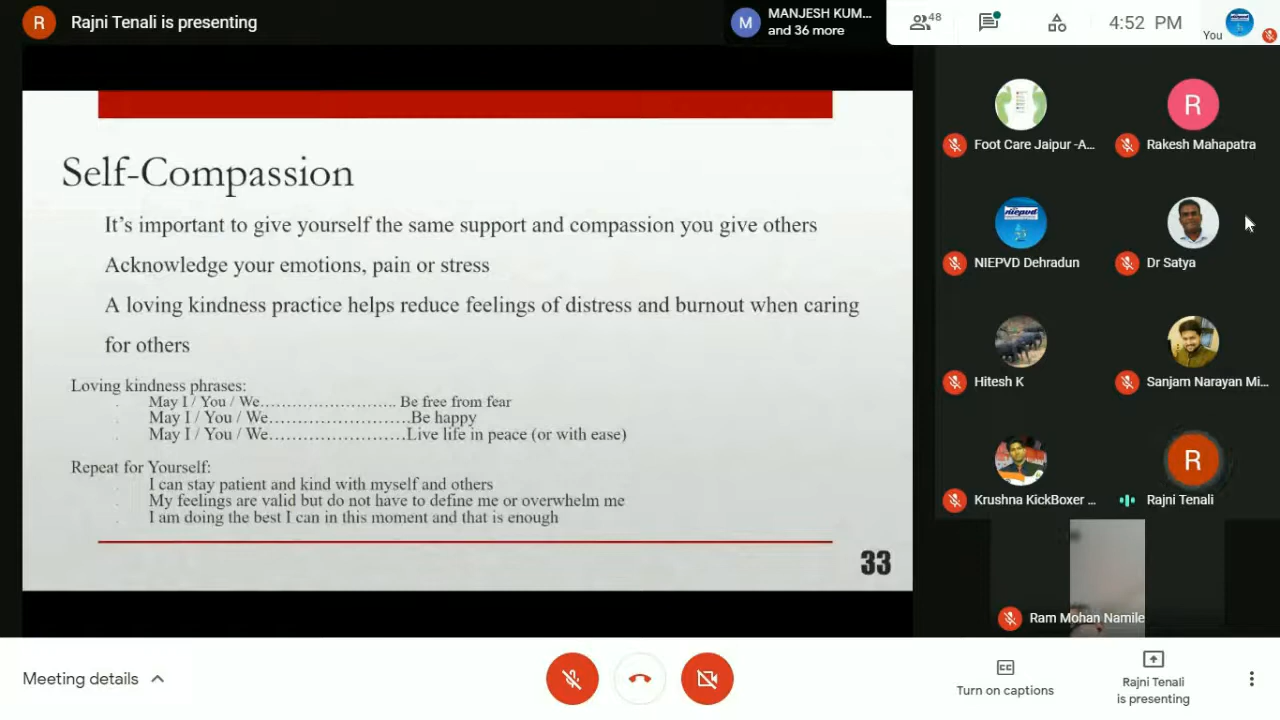 R Rajni Tenali is presenting
M MANJESH KUM...
and 36 more
48
4:52 PM
You
Self-Compassion
It's important to give yourself the same support and compassion you give others
Acknowledge your emotions, pain or stress
A loving kindness practice helps reduce feelings of distress and burnout when caring
for others
Loving kindness phrases:
May I / You / We........................... Be free from fear
May I / You / We...........................Be happy
May I / You / We...........................Live life in peace (or with ease)
Repeat for Yourself:
I can stay patient and kind with myself and others
My feelings are valid but do not have to define me or overwhelm me
I am doing the best I can in this moment and that is enough
33
Foot Care Jaipur -A...
R
Rakesh Mahapatra
niepvd
NIEPVD Dehradun
Dr Satya
Hitesh K
Sanjam Narayan Mi...
Krushna KickBoxer ...
R
Rajni Tenali
Ram Mohan Namile
Meeting details
CC
Turn on captions
Rajni Tenali
is presenting